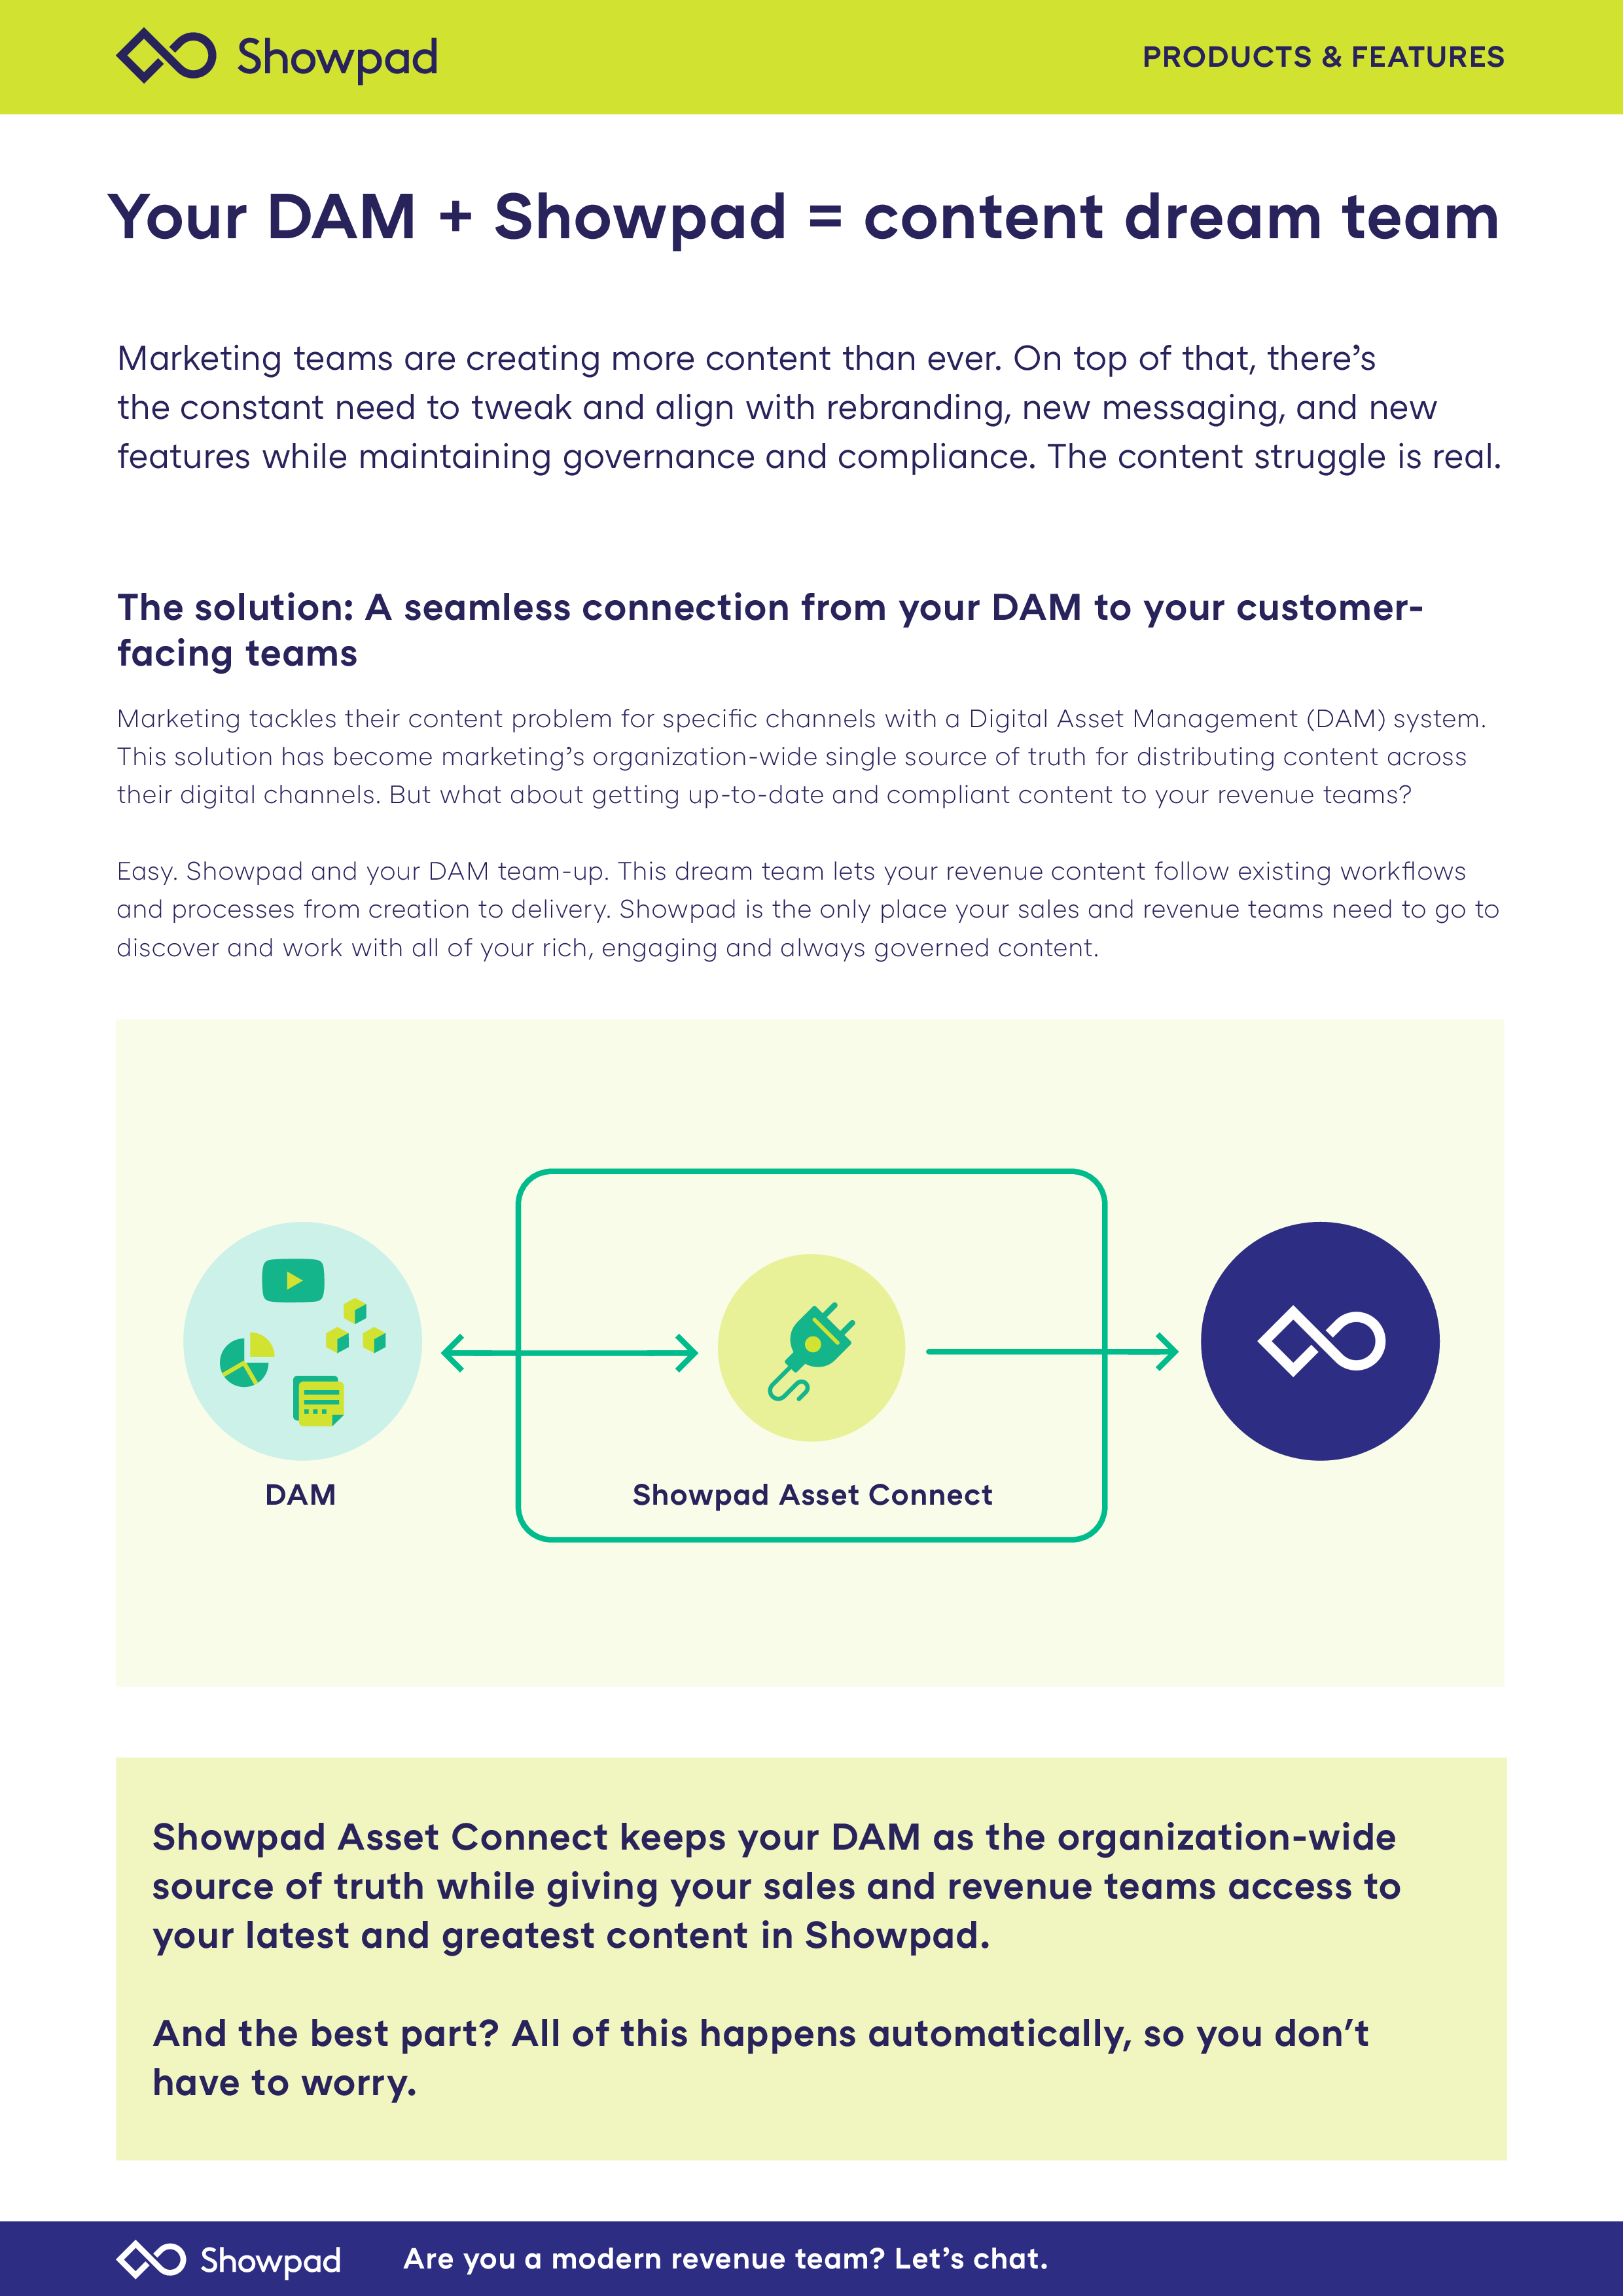 Showpad
PRODUCTS & FEATURES
Your DAM + Showpad = content dream team
Marketing teams are creating more content than ever. On top of that, there’s
the constant need to tweak and align with rebranding, new messaging, and new
features while maintaining governance and compliance. The content struggle is real.
The solution: A seamless connection from your DAM to your customer-
facing teams
Marketing tackles their content problem for specific channels with a Digital Asset Management (DAM) system.
This solution has become marketing’s organization-wide single source of truth for distributing content across
their digital channels. But what about getting up-to-date and compliant content to your revenue teams?
Easy. Showpad and your DAM team-up. This dream team lets your revenue content follow existing workflows
and processes from creation to delivery. Showpad is the only place your sales and revenue teams need to go to
discover and work with all of your rich, engaging and always governed content.
DAM
Showpad Asset Connect
Showpad Asset Connect keeps your DAM as the organization-wide
source of truth while giving your sales and revenue teams access to
your latest and greatest content in Showpad.
And the best part? All of this happens automatically, so you don’t
have to worry.
Showpad
Are you a modern revenue team? Let’s chat.